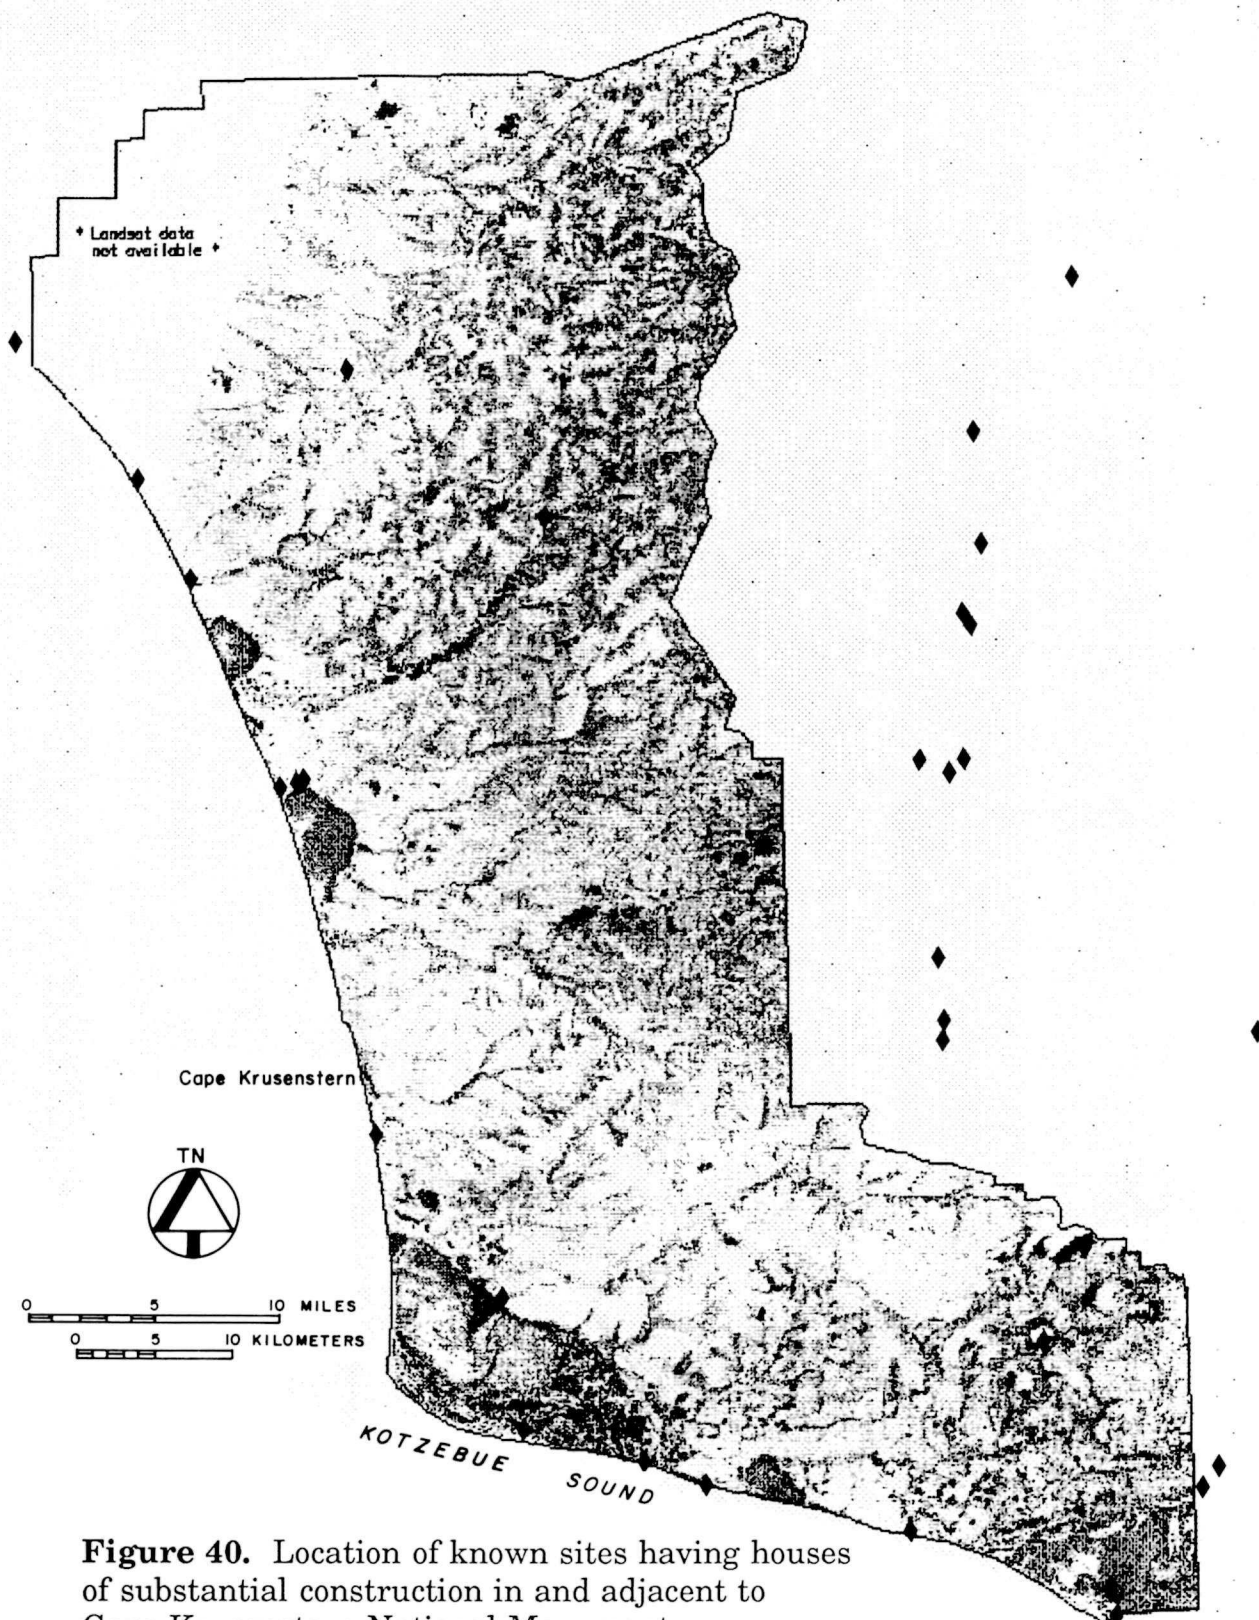 * Landsat data
not available *
Cape Krusenstern
TN
0 5 10 MILES
0 5 10 KILOMETERS
KOTZEBUE SOUND
Figure 40. Location of known sites having houses
of substantial construction in and adjacent to